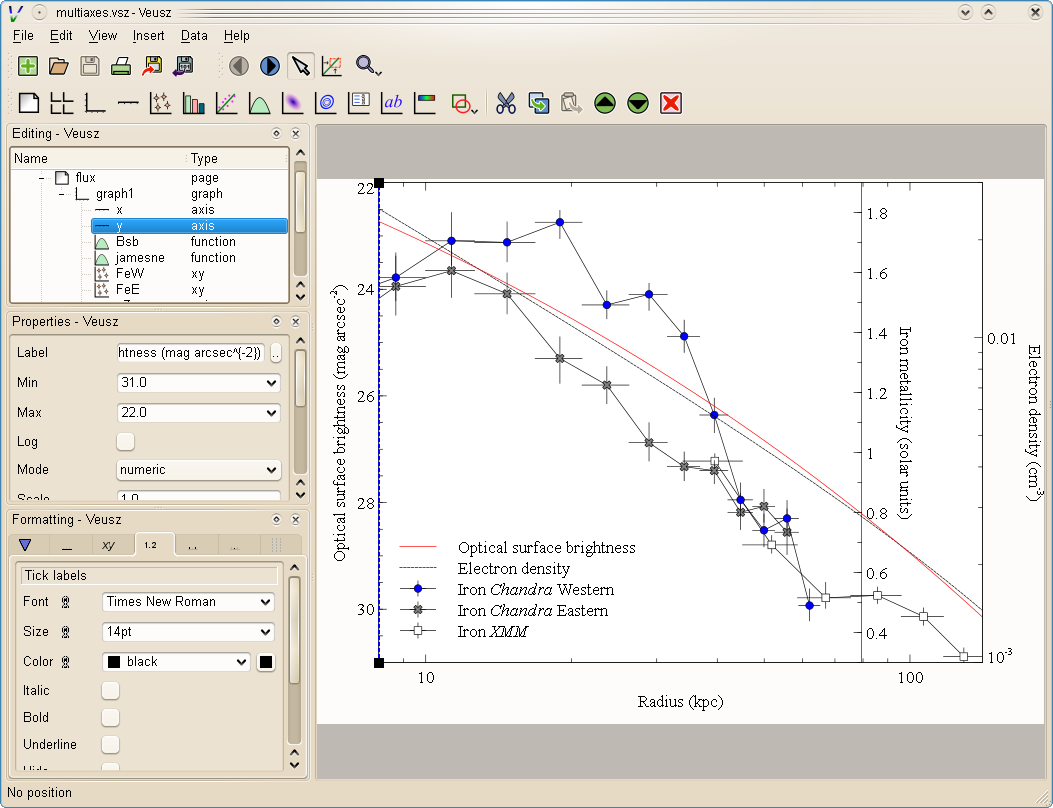 multiaxes.vsz - Veusz
File Edit View Insert Data Help
ab
Editing - Veusz
Name Type
flux page
graph1 graph
x axis
y axis
Bsb function
jamesne function
FeW xy
FeE xy
Properties - Veusz
Label htness (mag arcsec^{-2}) ..
Min 31.0
Max 22.0
Log
Mode numeric
Scale 1.0
Formatting - Veusz
xy 1.2 ... ...
Tick labels
Font Times New Roman
Size 14pt
Color black
Italic
Bold
Underline
Hide
No position
22
24
26
28
30
Optical surface brightness (mag arcsec-2)
Optical surface brightness
Electron density
Iron Chandra Western
Iron Chandra Eastern
Iron XMM
10 100
Radius (kpc)
1.8
1.6
1.4
1.2
1
0.8
0.6
0.4
Iron metallicity (solar units)
0.01
10-3
Electron density (cm-3)